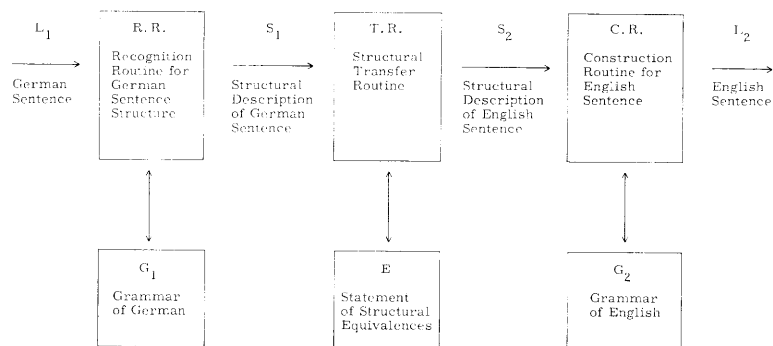 L1
German
Sentence
R.R.
Recognition
Routine for
German
Sentence
Structure
S1
Structural
Description
of German
Sentence
T.R.
Structural
Transfer
Routine
S2
Structural
Description
of English
Sentence
C.R.
Construction
Routine for
English
Sentence
L2
English
Sentence
G1
Grammar
of German
E
Statement
of Structural
Equivalences
G2
Grammar
of English